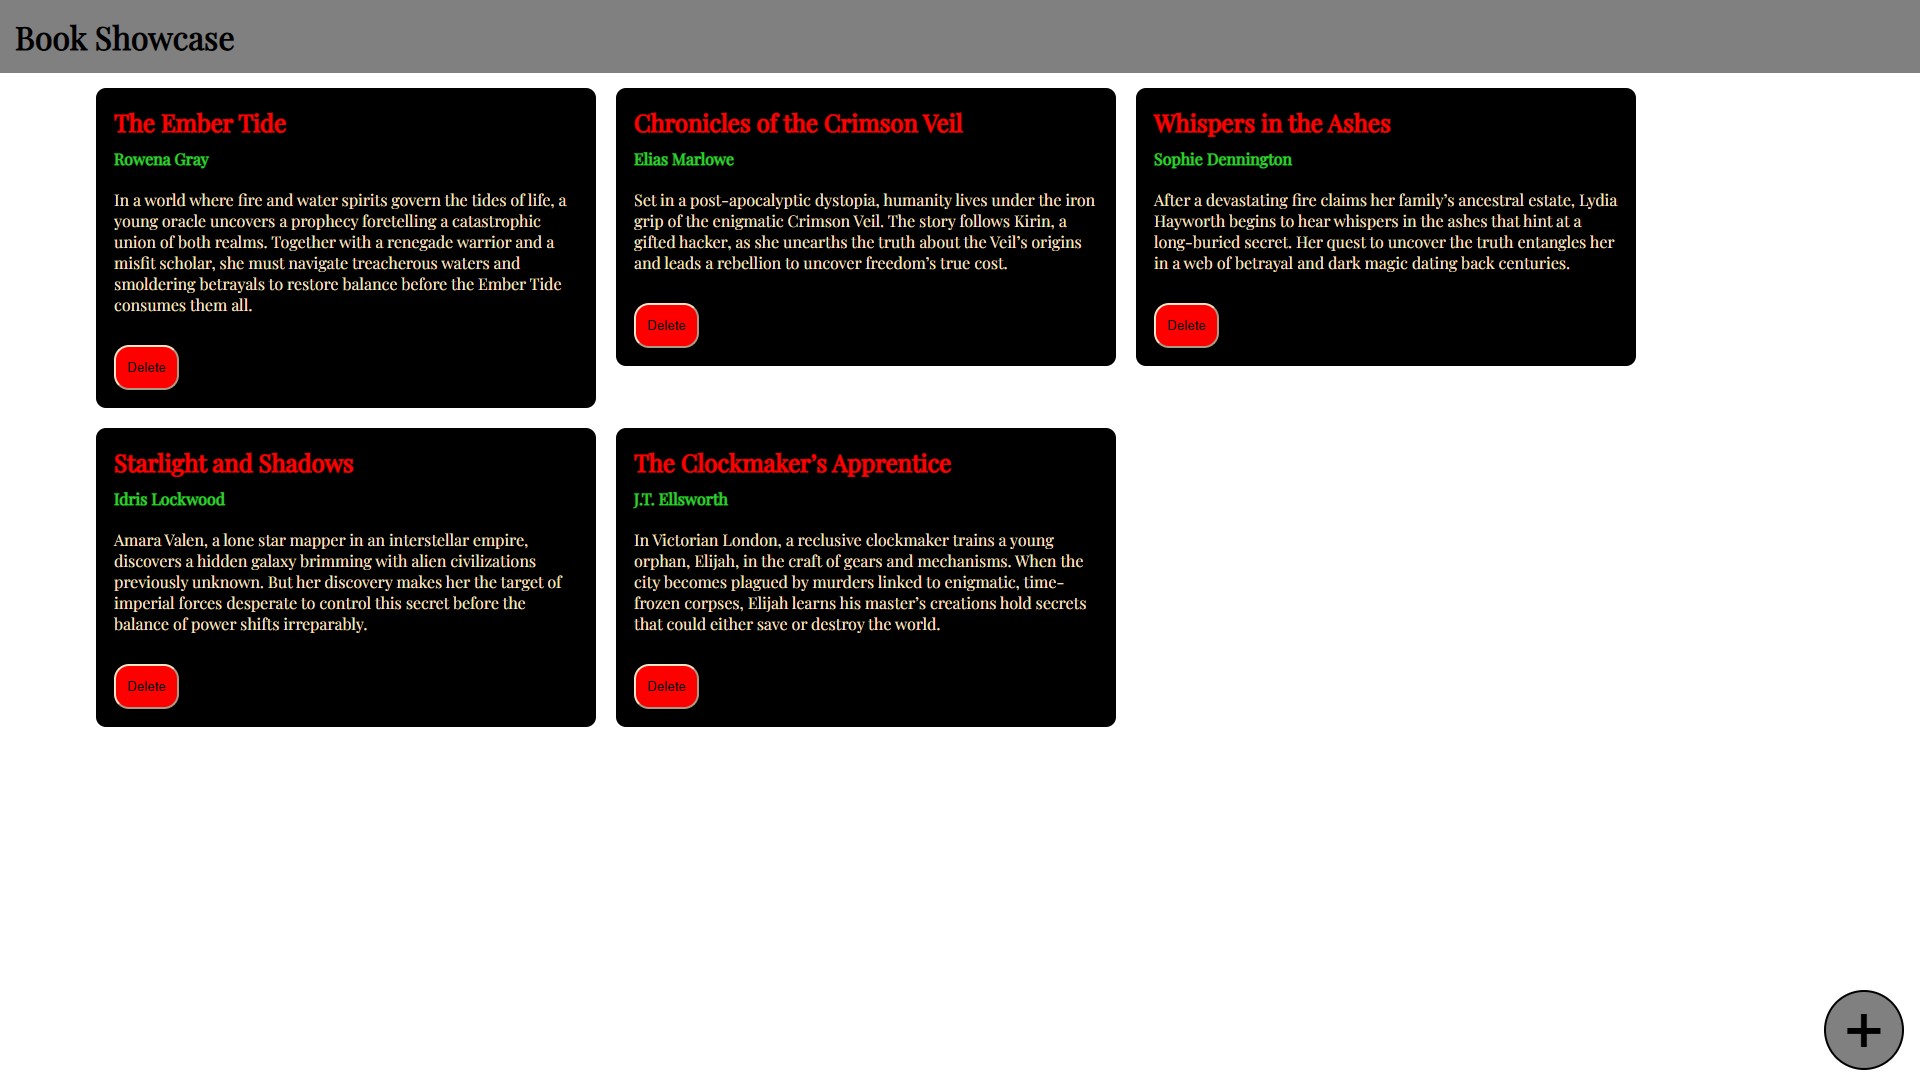 Book Showcase
The Ember Tide
Rowena Gray
In a world where fire and water spirits govern the tides of life, a
young oracle uncovers a prophecy foretelling a catastrophic
union of both realms. Together with a renegade warrior and a
misfit scholar, she must navigate treacherous waters and
smoldering betrayals to restore balance before the Ember Tide
consumes them all.
Delete
Chronicles of the Crimson Veil
Elias Marlowe
Set in a post-apocalyptic dystopia, humanity lives under the iron
grip of the enigmatic Crimson Veil. The story follows Kirin, a
gifted hacker, as she unearths the truth about the Veil’s origins
and leads a rebellion to uncover freedom’s true cost.
Delete
Whispers in the Ashes
Sophie Dennington
After a devastating fire claims her family’s ancestral estate, Lydia
Hayworth begins to hear whispers in the ashes that hint at a
long-buried secret. Her quest to uncover the truth entangles her
in a web of betrayal and dark magic dating back centuries.
Delete
Starlight and Shadows
Idris Lockwood
Amara Valen, a lone star mapper in an interstellar empire,
discovers a hidden galaxy brimming with alien civilizations
previously unknown. But her discovery makes her the target of
imperial forces desperate to control this secret before the
balance of power shifts irreparably.
Delete
The Clockmaker’s Apprentice
J.T. Ellsworth
In Victorian London, a reclusive clockmaker trains a young
orphan, Elijah, in the craft of gears and mechanisms. When the
city becomes plagued by murders linked to enigmatic, time-
frozen corpses, Elijah learns his master’s creations hold secrets
that could either save or destroy the world.
Delete
+